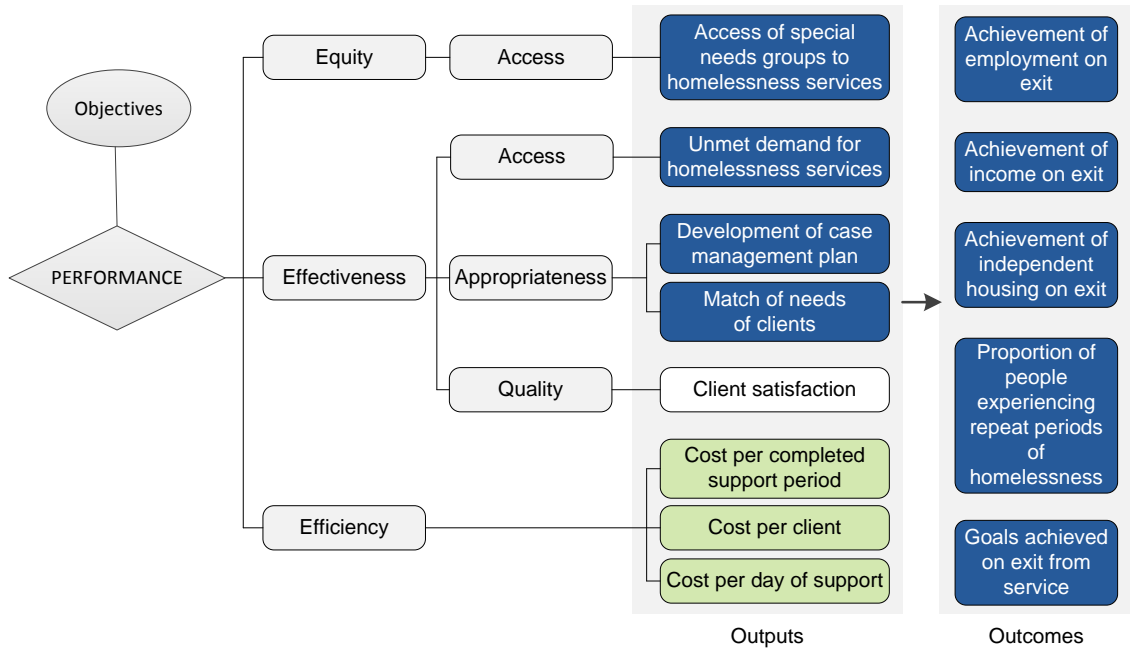 Objectives
PERFORMANCE
Equity
Access
Access of special
needs groups to
homelessness services
Effectiveness
Access
Unmet demand for
homelessness services
Appropriateness
Development of case
management plan
Match of needs
of clients
Quality
Client satisfaction
Efficiency
Cost per completed
support period
Cost per client
Cost per day of support
Outputs
Achievement of
employment on
exit
Achievement of
income on exit
Achievement of
independent
housing on exit
Proportion of
people
experiencing
repeat periods
of
homelessness
Goals achieved
on exit from
service
Outcomes